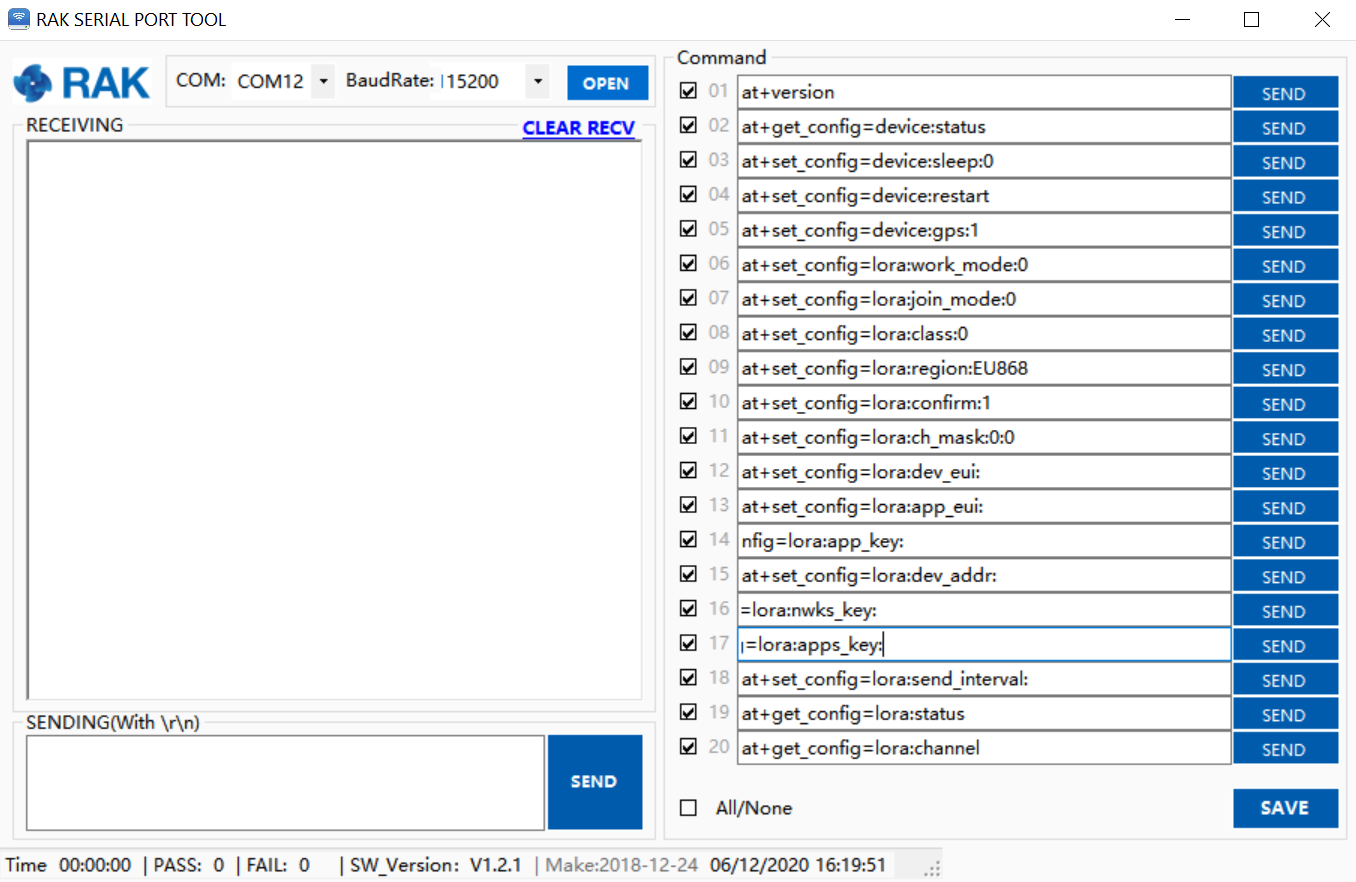 RAK SERIAL PORT TOOL
RAK COM: COM12 BaudRate: 115200 OPEN
RECEIVING CLEAR RECV
SENDING(With \r\n)
SEND
Command
01 at+version SEND
02 at+get_config=device:status SEND
03 at+set_config=device:sleep:0 SEND
04 at+set_config=device:restart SEND
05 at+set_config=device:gps:1 SEND
06 at+set_config=lora:work_mode:0 SEND
07 at+set_config=lora:join_mode:0 SEND
08 at+set_config=lora:class:0 SEND
09 at+set_config=lora:region:EU868 SEND
10 at+set_config=lora:confirm:1 SEND
11 at+set_config=lora:ch_mask:0:0 SEND
12 at+set_config=lora:dev_eui: SEND
13 at+set_config=lora:app_eui: SEND
14 nfig=lora:app_key: SEND
15 at+set_config=lora:dev_addr: SEND
16 =lora:nwks_key: SEND
17 =lora:apps_key: SEND
18 at+set_config=lora:send_interval: SEND
19 at+get_config=lora:status SEND
20 at+get_config=lora:channel SEND
All/None SAVE
Time 00:00:00 | PASS: 0 | FAIL: 0 | SW_Version: V1.2.1 | Make:2018-12-24 06/12/2020 16:19:51